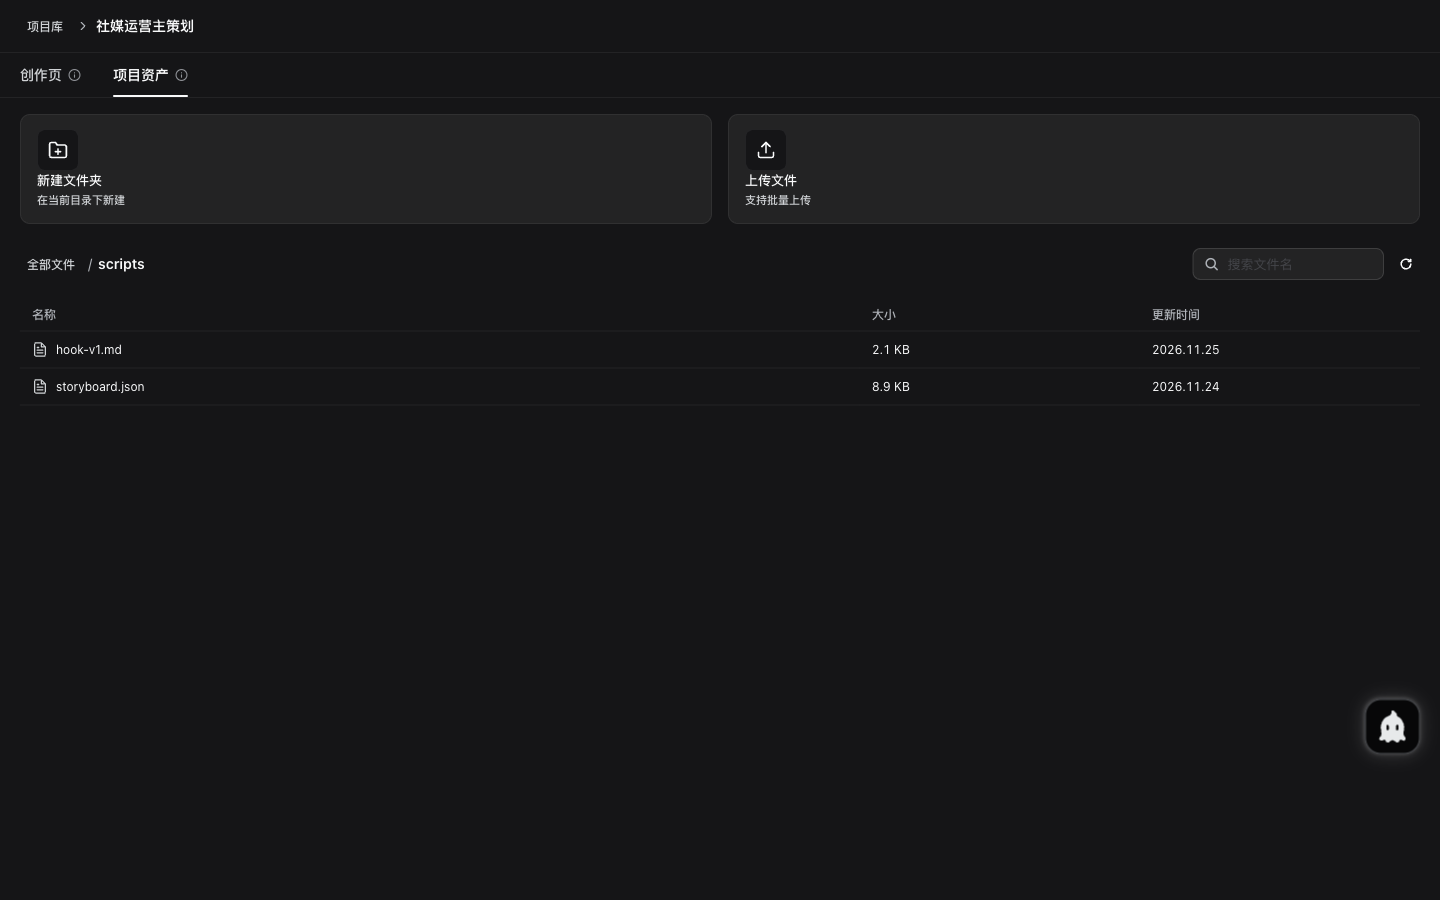 项目库 社媒运营主策划
创作页 项目资产
新建文件夹
在当前目录下新建
上传文件
支持批量上传
全部文件 / scripts
搜索文件名
名称 大小 更新时间
hook-v1.md 2.1 KB 2026.11.25
storyboard.json 8.9 KB 2026.11.24